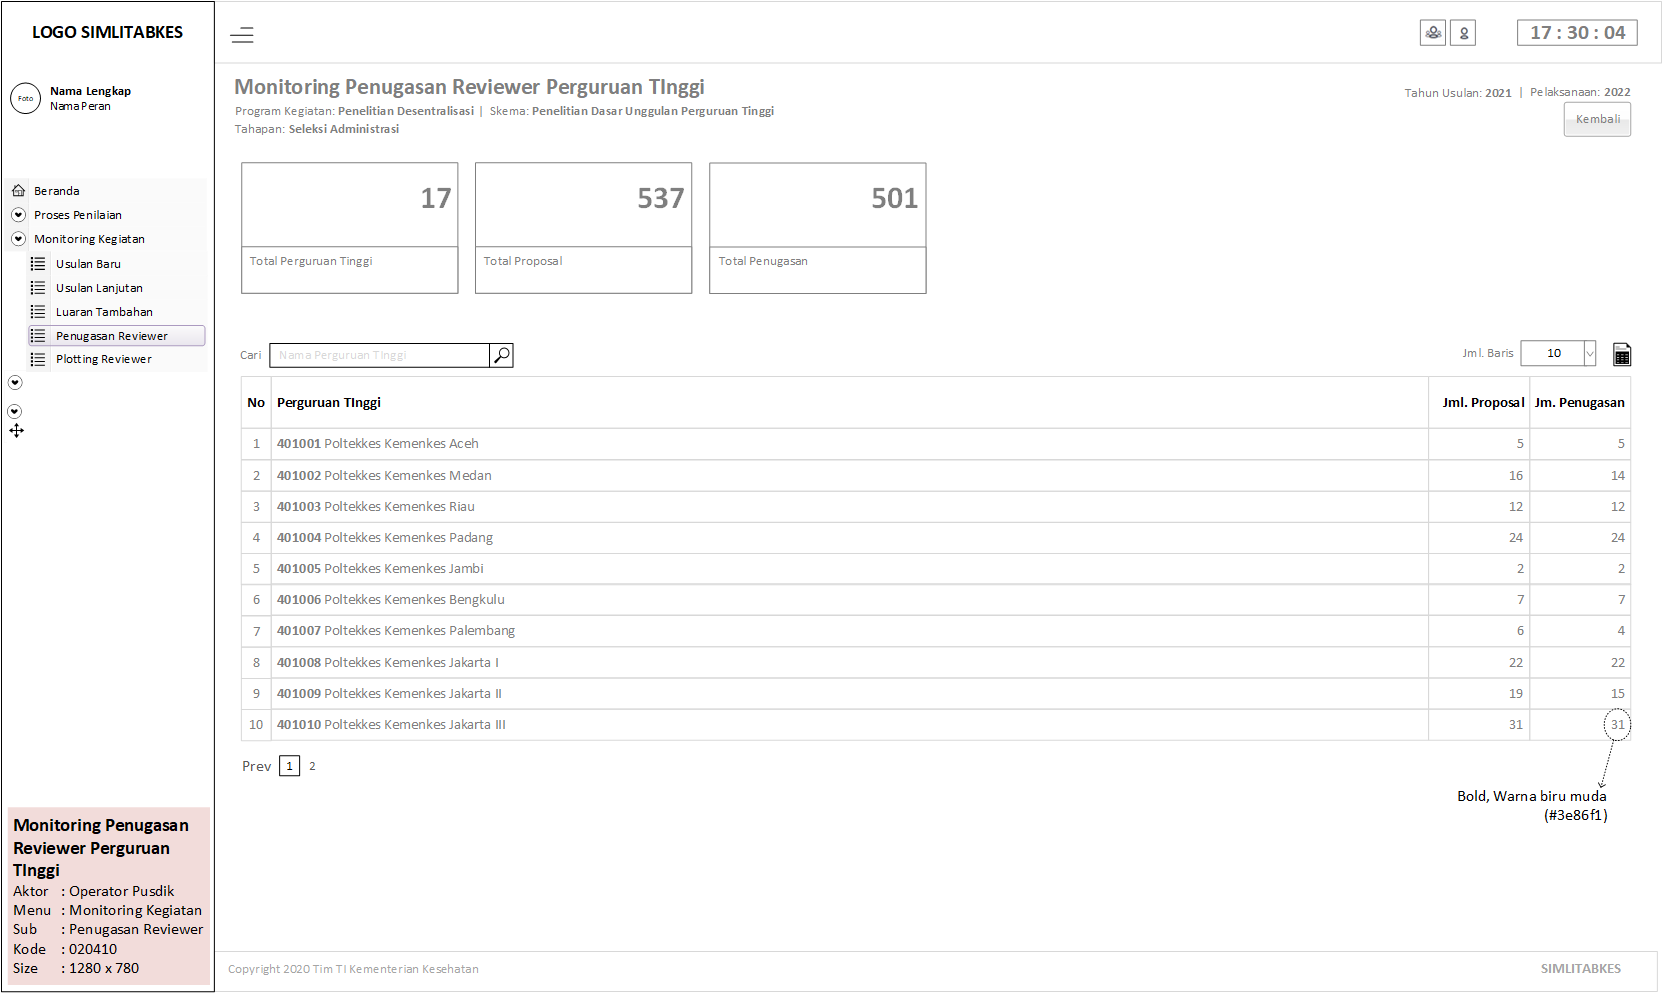 LOGO SIMLITABKES
17 : 30 : 04
Foto
Nama Lengkap
Nama Peran
Monitoring Penugasan Reviewer Perguruan TInggi
Program Kegiatan: Penelitian Desentralisasi | Skema: Penelitian Dasar Unggulan Perguruan Tinggi
Tahapan: Seleksi Administrasi
Tahun Usulan: 2021 | Pelaksanaan: 2022
Kembali
Beranda
Proses Penilaian
Monitoring Kegiatan
Usulan Baru
Usulan Lanjutan
Luaran Tambahan
Penugasan Reviewer
Plotting Reviewer
17
Total Perguruan Tinggi
537
Total Proposal
501
Total Penugasan
Cari Nama Perguruan TInggi
Jml. Baris 10
No Perguruan TInggi Jml. Proposal Jm. Penugasan
1 401001 Poltekkes Kemenkes Aceh 5 5
2 401002 Poltekkes Kemenkes Medan 16 14
3 401003 Poltekkes Kemenkes Riau 12 12
4 401004 Poltekkes Kemenkes Padang 24 24
5 401005 Poltekkes Kemenkes Jambi 2 2
6 401006 Poltekkes Kemenkes Bengkulu 7 7
7 401007 Poltekkes Kemenkes Palembang 6 4
8 401008 Poltekkes Kemenkes Jakarta I 22 22
9 401009 Poltekkes Kemenkes Jakarta II 19 15
10 401010 Poltekkes Kemenkes Jakarta III 31 31
Prev 1 2
Bold, Warna biru muda
(#3e86f1)
Monitoring Penugasan
Reviewer Perguruan
TInggi
Aktor : Operator Pusdik
Menu : Monitoring Kegiatan
Sub : Penugasan Reviewer
Kode : 020410
Size : 1280 x 780
Copyright 2020 Tim TI Kementerian Kesehatan
SIMLITABKES